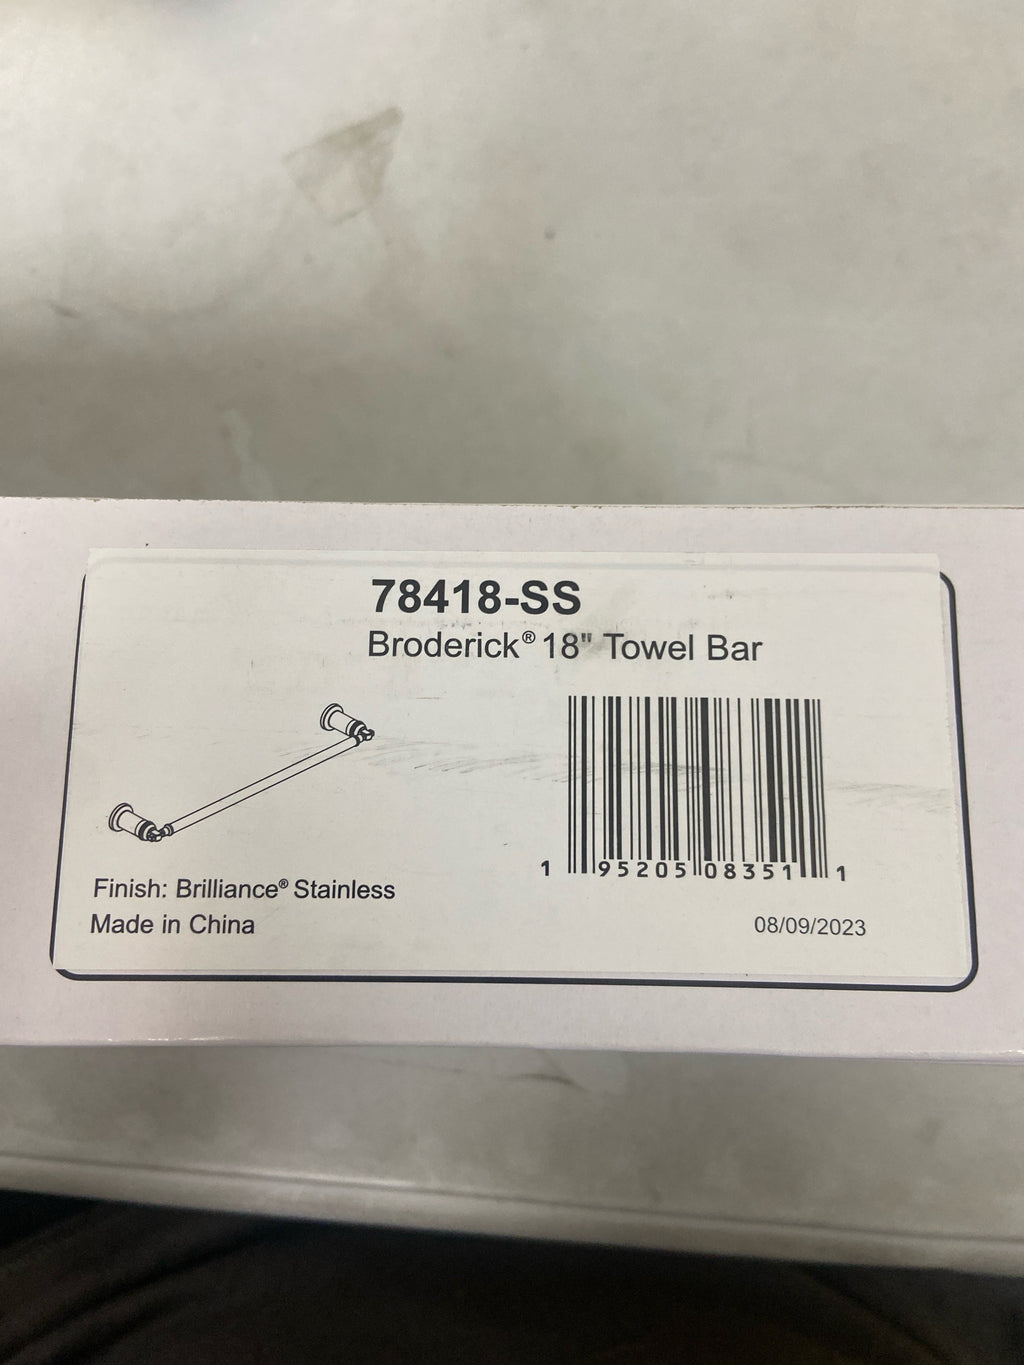 78418-SS
Broderick® 18" Towel Bar
1 95205 08351 1
Finish: Brilliance® Stainless
Made in China
08/09/2023